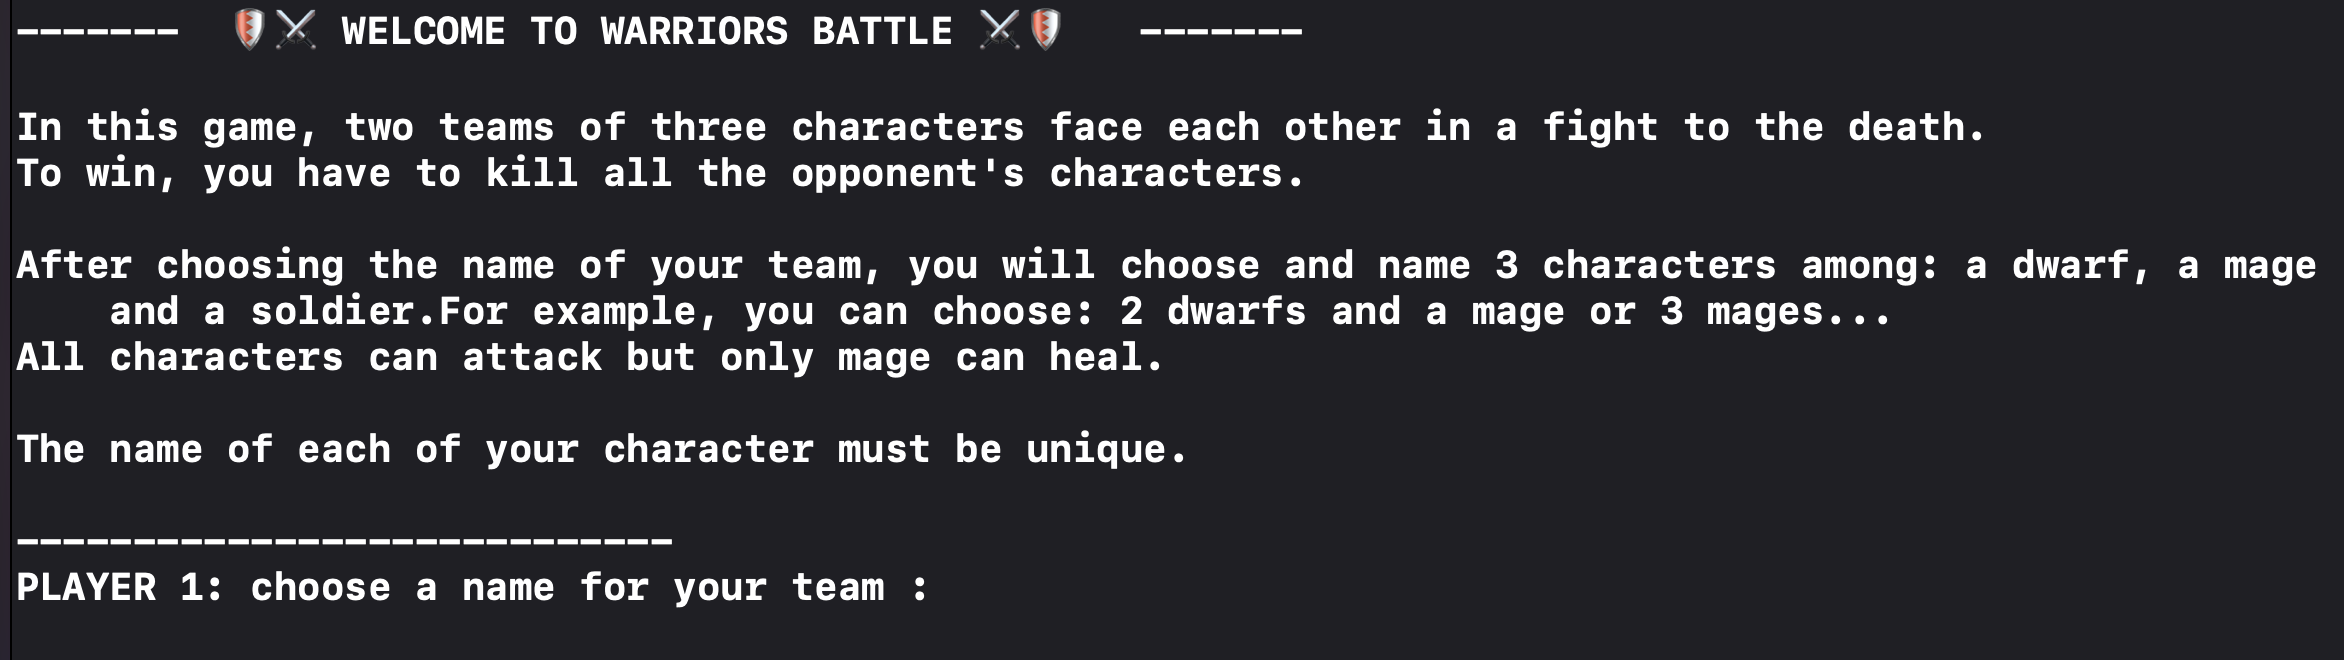 ------- 🛡⚔ WELCOME TO WARRIORS BATTLE ⚔🛡 -------
In this game, two teams of three characters face each other in a fight to the death.
To win, you have to kill all the opponent's characters.
After choosing the name of your team, you will choose and name 3 characters among: a dwarf, a mage
and a soldier.For example, you can choose: 2 dwarfs and a mage or 3 mages...
All characters can attack but only mage can heal.
The name of each of your character must be unique.
----------------------------
PLAYER 1: choose a name for your team :